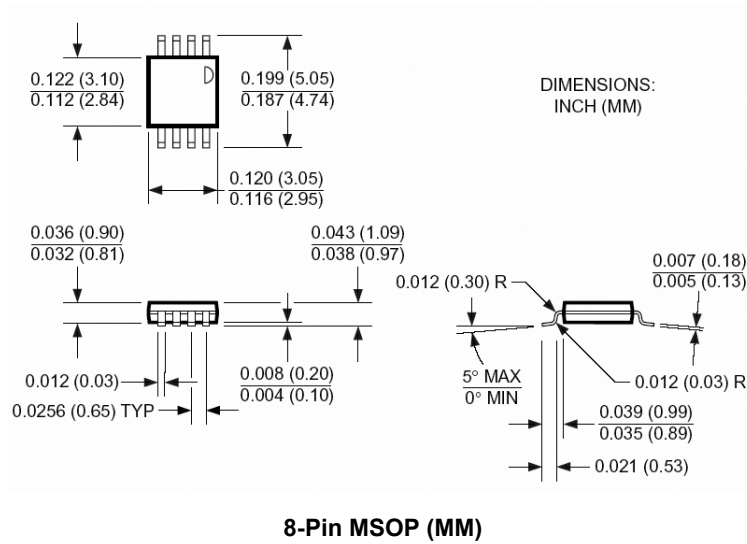 0.122 (3.10)
0.112 (2.84)
0.199 (5.05)
0.187 (4.74)
DIMENSIONS:
INCH (MM)
0.120 (3.05)
0.116 (2.95)
0.036 (0.90)
0.032 (0.81)
0.043 (1.09)
0.038 (0.97)
0.012 (0.30) R
0.007 (0.18)
0.005 (0.13)
0.012 (0.03)
0.008 (0.20)
0.004 (0.10)
5° MAX
0° MIN
0.012 (0.03) R
0.0256 (0.65) TYP
0.039 (0.99)
0.035 (0.89)
0.021 (0.53)
8-Pin MSOP (MM)